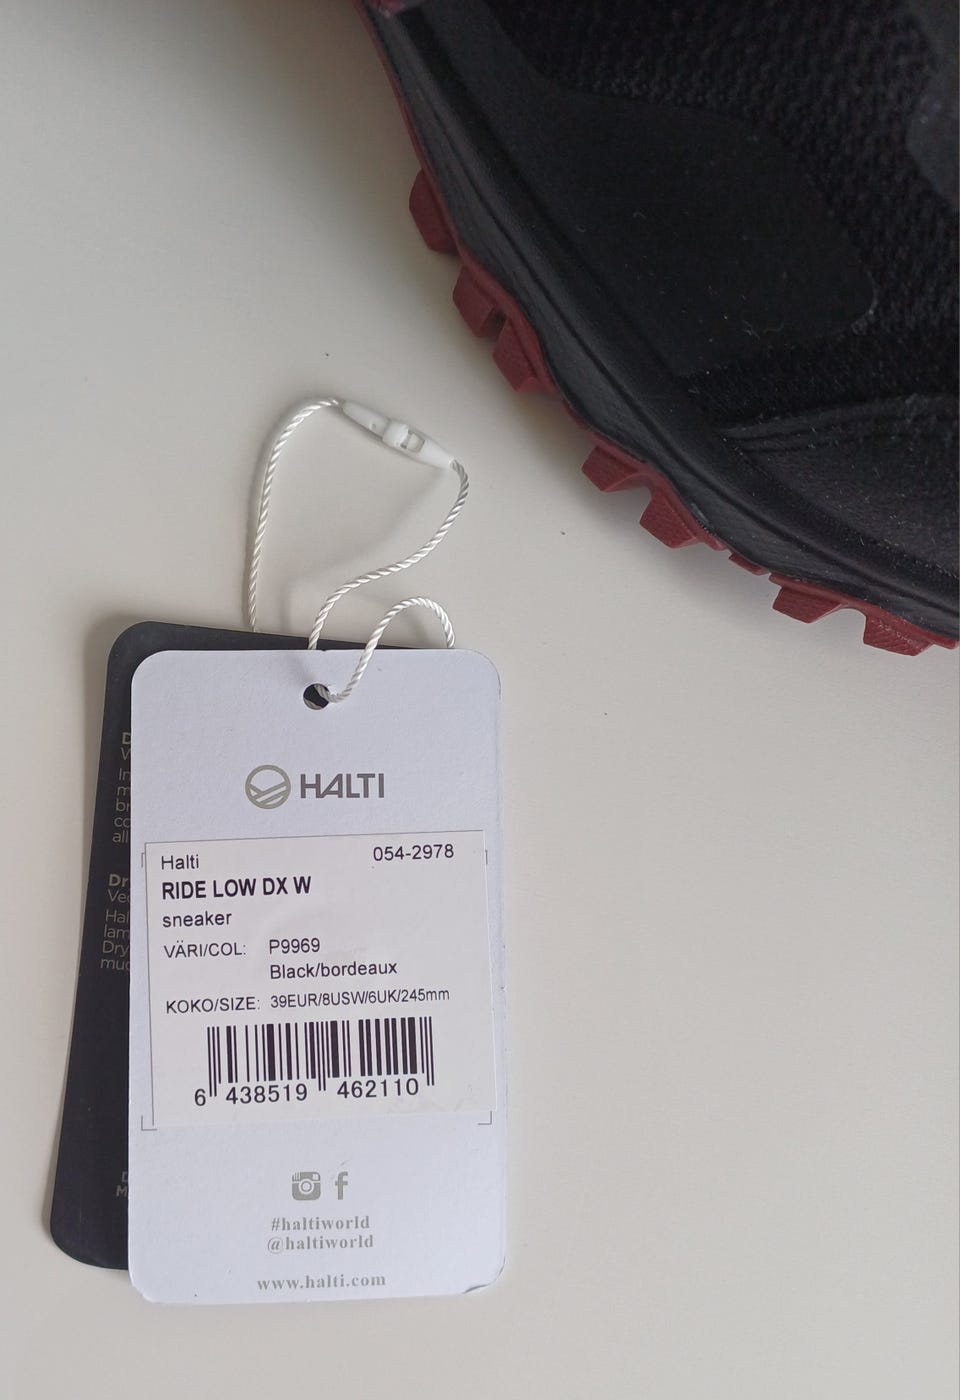 HALTI
Halti 054-2978
RIDE LOW DX W
sneaker
VÄRI/COL: P9969
Black/bordeaux
KOKO/SIZE: 39EUR/8USW/6UK/245mm
6 438519 462110
#haltiworld
@haltiworld
www.halti.com